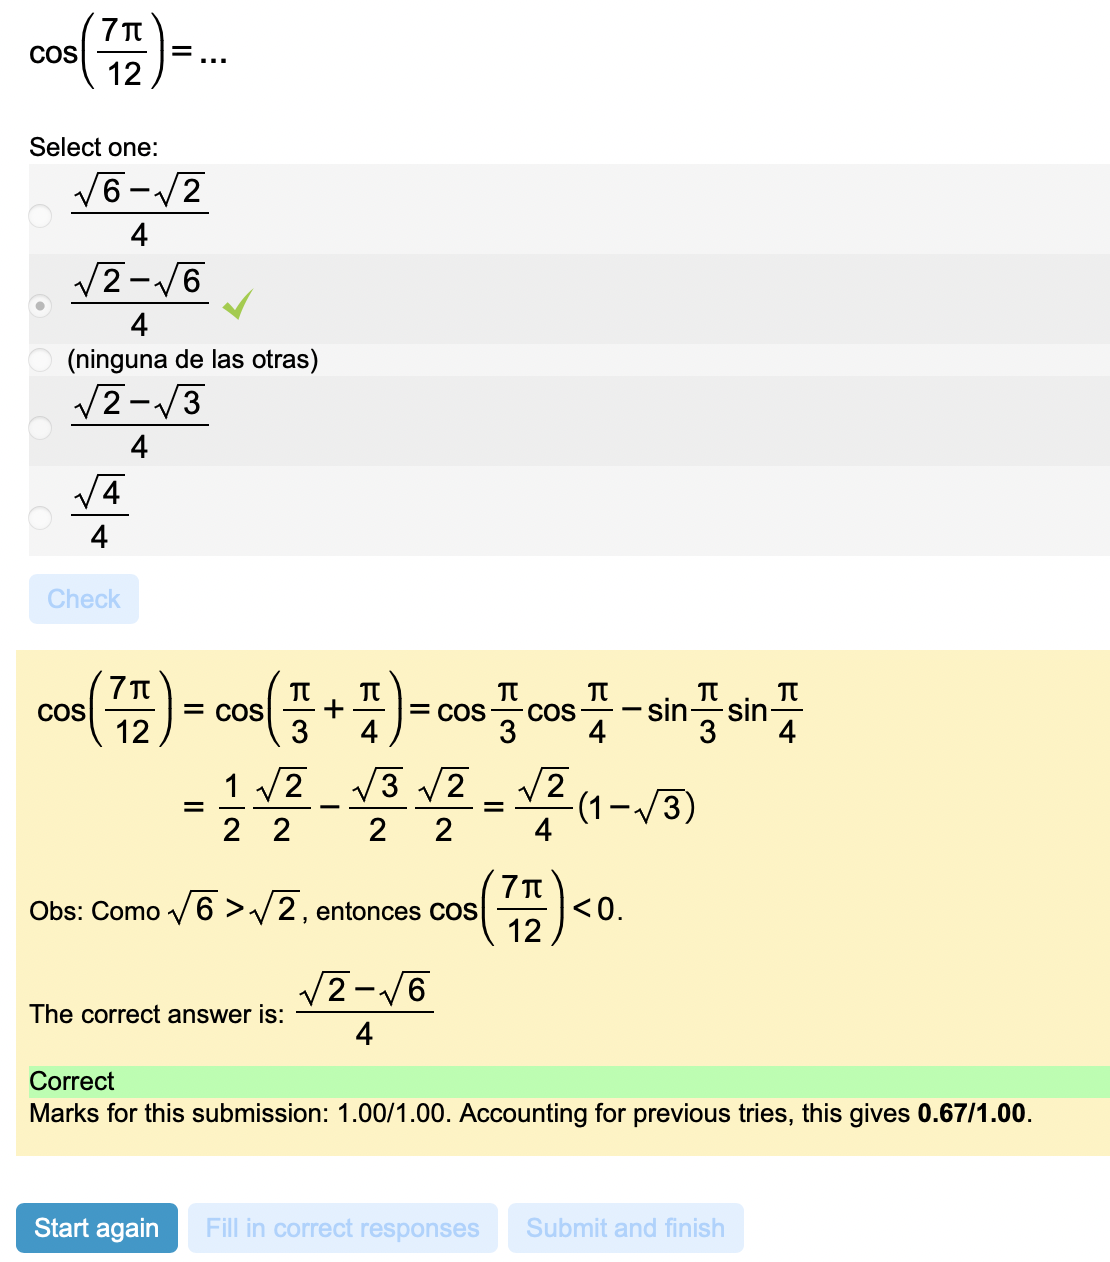 cos(7π/12) = ...
Select one:
(√6 − √2)/4
(√2 − √6)/4
(ninguna de las otras)
(√2 − √3)/4
√4/4
Check
cos(7π/12) = cos(π/3 + π/4) = cos π/3 cos π/4 − sin π/3 sin π/4
= 1/2 √2/2 − √3/2 √2/2 = √2/4 (1 − √3)
Obs: Como √6 > √2, entonces cos(7π/12) < 0.
The correct answer is: (√2 − √6)/4
Correct
Marks for this submission: 1.00/1.00. Accounting for previous tries, this gives 0.67/1.00.
Start again Fill in correct responses Submit and finish